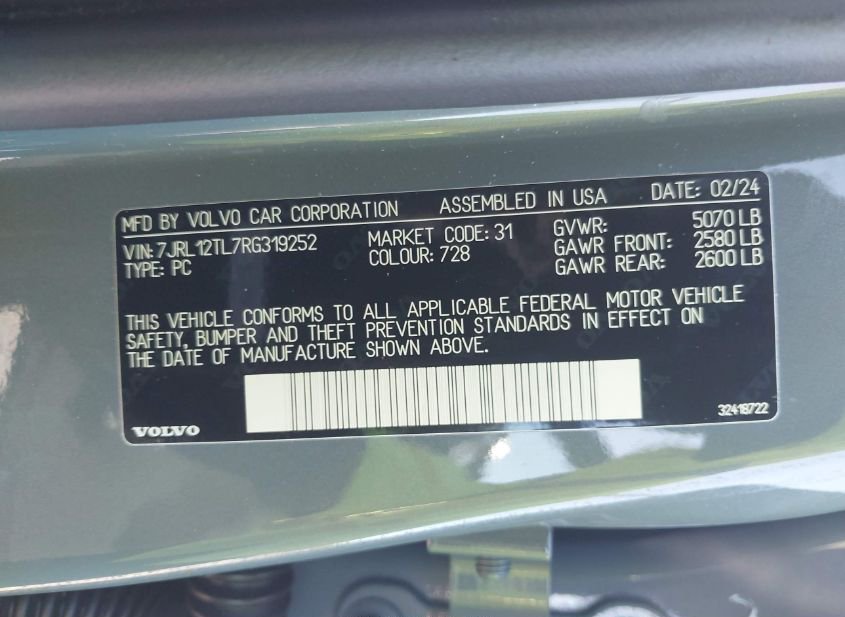 MFD BY VOLVO CAR CORPORATION ASSEMBLED IN USA DATE: 02/24
VIN: 7JRL12TL7RG319252 MARKET CODE: 31 GVWR: 5070 LB
TYPE: PC COLOUR: 728 GAWR FRONT: 2580 LB
GAWR REAR: 2600 LB
THIS VEHICLE CONFORMS TO ALL APPLICABLE FEDERAL MOTOR VEHICLE
SAFETY, BUMPER AND THEFT PREVENTION STANDARDS IN EFFECT ON
THE DATE OF MANUFACTURE SHOWN ABOVE.
VOLVO 32418722